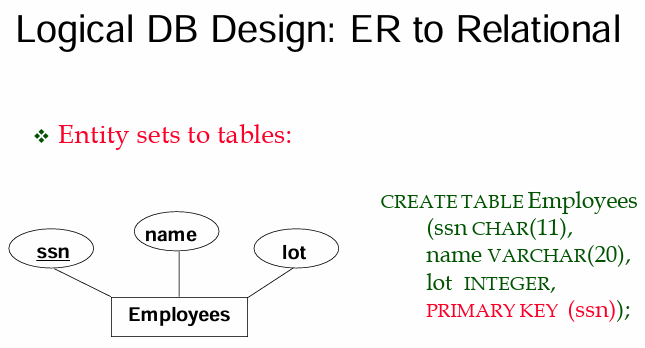 Logical DB Design: ER to Relational
Entity sets to tables:
ssn
name
lot
Employees
CREATE TABLE Employees
(ssn CHAR(11),
name VARCHAR(20),
lot INTEGER,
PRIMARY KEY (ssn));